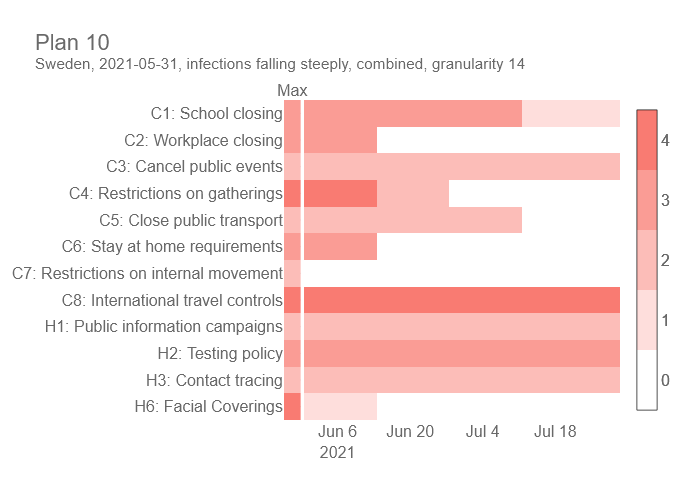 Plan 10
Sweden, 2021-05-31, infections falling steeply, combined, granularity 14
Max
C1: School closing
C2: Workplace closing
C3: Cancel public events
C4: Restrictions on gatherings
C5: Close public transport
C6: Stay at home requirements
C7: Restrictions on internal movement
C8: International travel controls
H1: Public information campaigns
H2: Testing policy
H3: Contact tracing
H6: Facial Coverings
Jun 6 Jun 20 Jul 4 Jul 18
2021
4
3
2
1
0